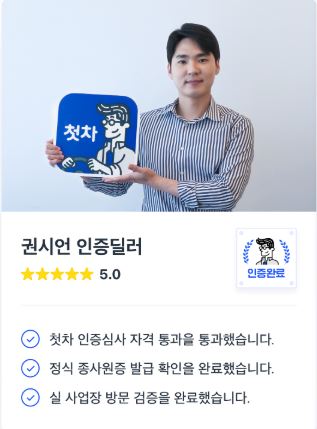 첫차
권시언 인증딜러
5.0
인증완료
첫차 인증심사 자격 통과을 통과했습니다.
정식 종사원증 발급 확인을 완료했습니다.
실 사업장 방문 검증을 완료했습니다.